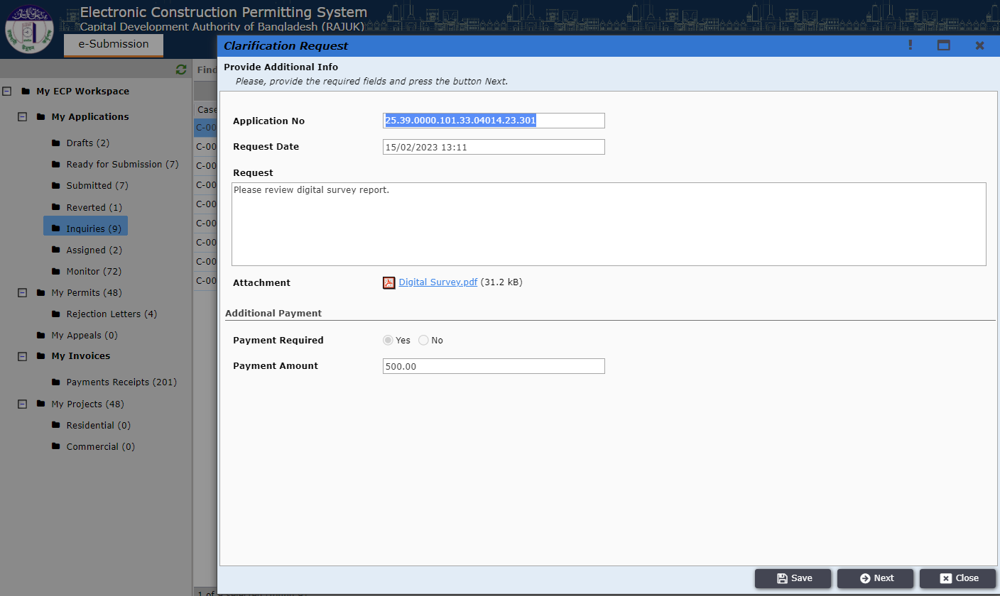 Electronic Construction Permitting System
Capital Development Authority of Bangladesh (RAJUK)
e-Submission
Clarification Request
Find
Provide Additional Info
Please, provide the required fields and press the button Next.
My ECP Workspace
My Applications
Drafts (2)
Ready for Submission (7)
Submitted (7)
Reverted (1)
Inquiries (9)
Assigned (2)
Monitor (72)
My Permits (48)
Rejection Letters (4)
My Appeals (0)
My Invoices
Payments Receipts (201)
My Projects (48)
Residential (0)
Commercial (0)
Case
C-00
C-00
C-00
C-00
C-00
C-00
C-00
C-00
C-00
1 of
Application No 25.39.0000.101.33.04014.23.301
Request Date 15/02/2023 13:11
Request
Please review digital survey report.
Attachment Digital Survey.pdf (31.2 kB)
Additional Payment
Payment Required Yes No
Payment Amount 500.00
Save Next Close